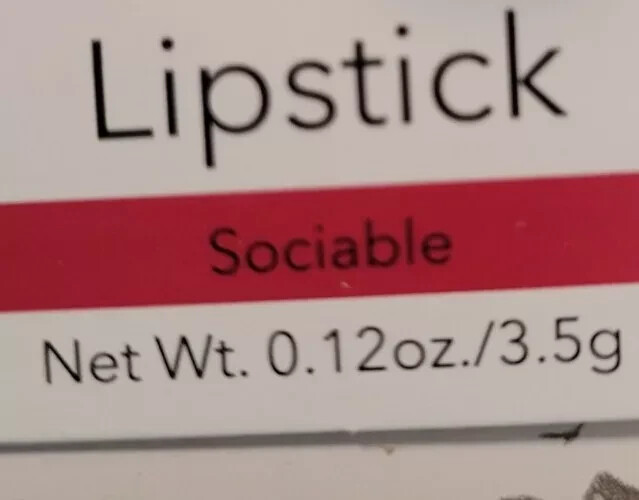 Lipstick
Sociable
Net Wt. 0.12oz./3.5g